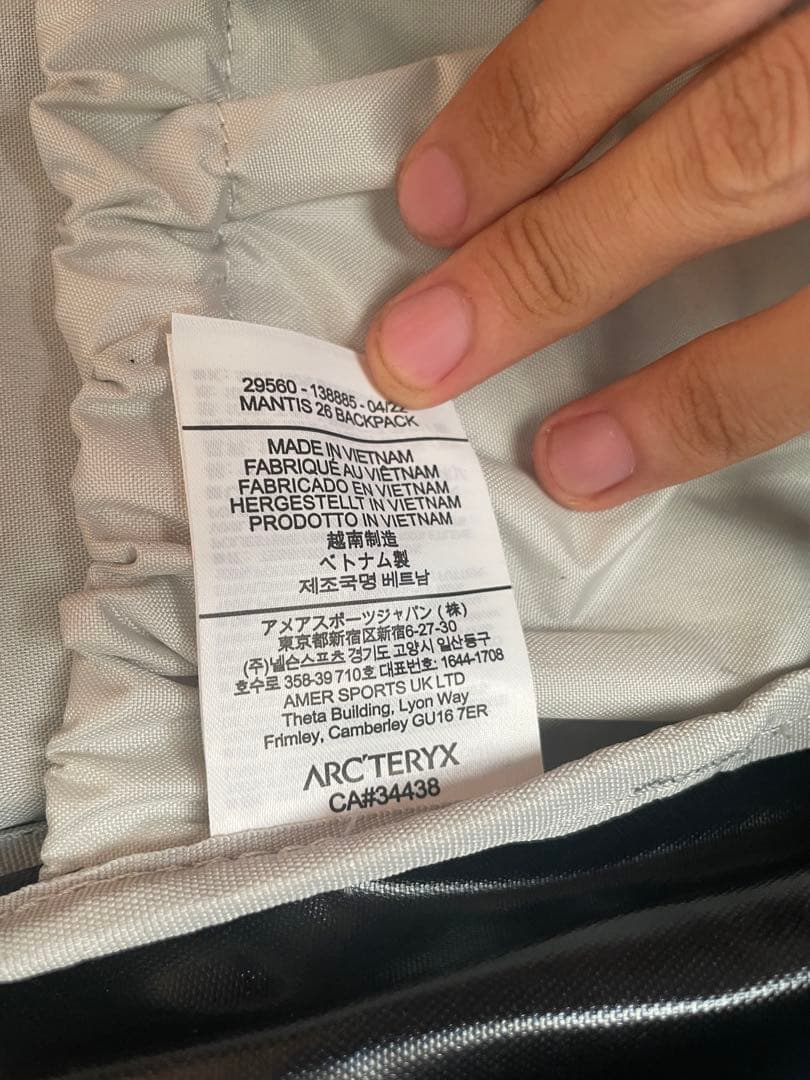 29560 - 138885 - 04/22
MANTIS 26 BACKPACK
MADE IN VIETNAM
FABRIQUÉ AU VIÊTNAM
FABRICADO EN VIETNAM
HERGESTELLT IN VIETNAM
PRODOTTO IN VIETNAM
越南制造
ベトナム製
제조국명 베트남
アメアスポーツジャパン (株)
東京都新宿区新宿6-27-30
(주)넬슨스포츠 경기도 고양시 일산동구
호수로 358-39 710호 대표번호: 1644-1708
AMER SPORTS UK LTD
Theta Building, Lyon Way
Frimley, Camberley GU16 7ER
ARC'TERYX
CA#34438